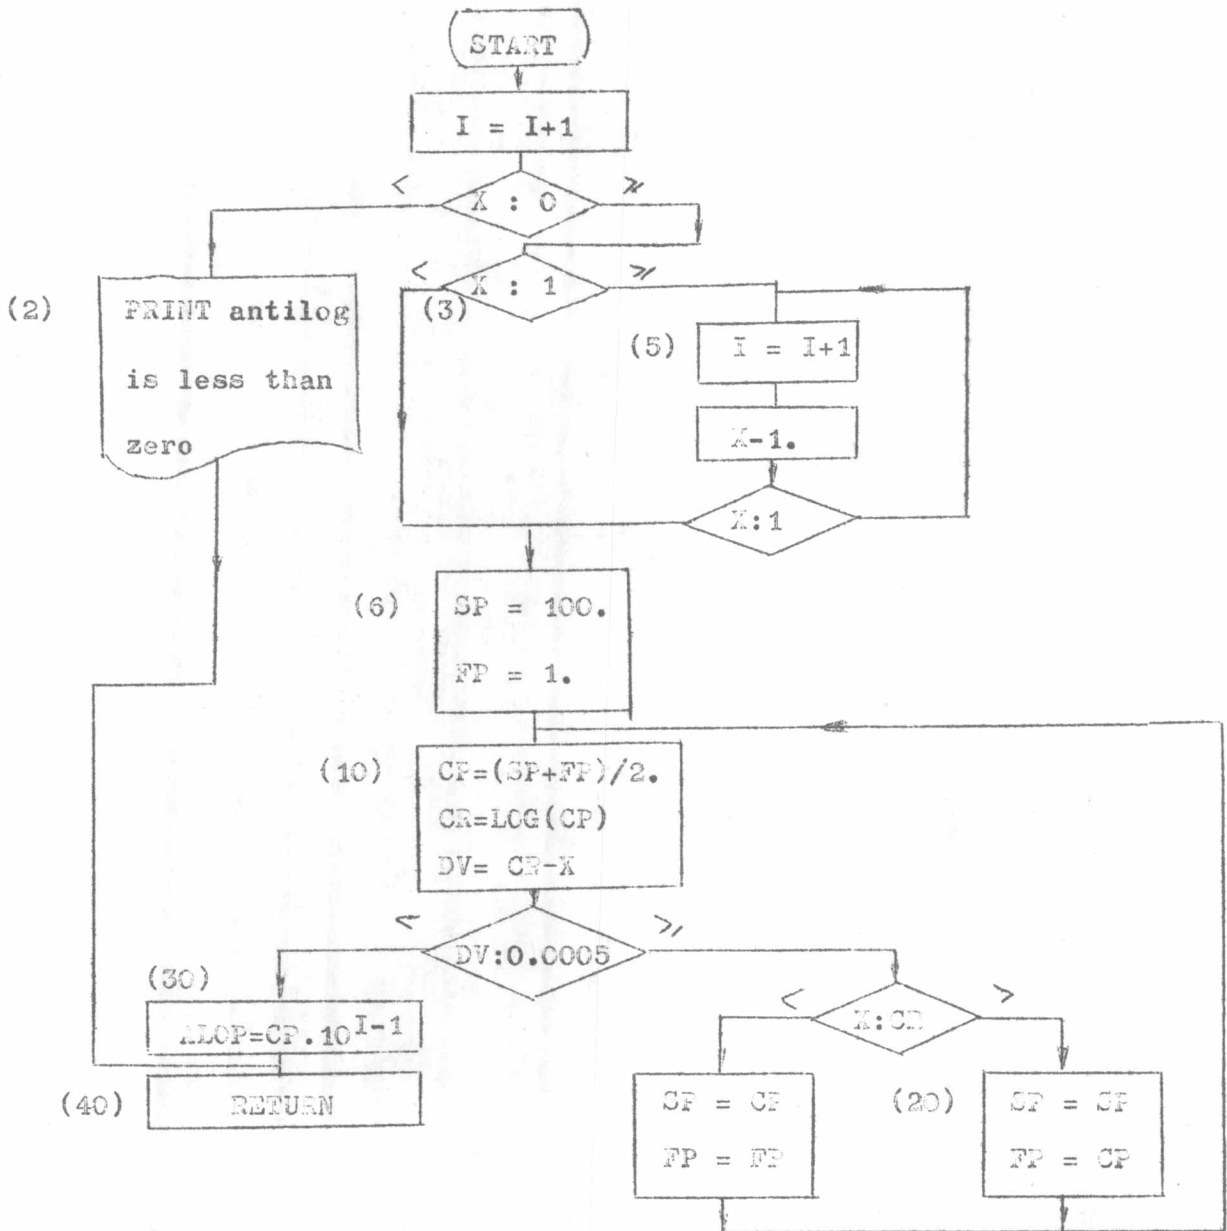 START
I = I+1
< X : 0 ⩾
(2) PRINT antilog
is less than
zero
< X : 1 ⩾
(3)
(5) I = I+1
X-1.
X:1
(6) SP = 100.
FP = 1.
(10) CP=(SP+FP)/2.
CR=LOG(CP)
DV= CR-X
< DV:0.0005 ⩾
(30)
ALOP=CP.10^I-1
(40) RETURN
< X:CR >
SP = CP
FP = FP
(20) SP = SP
FP = CP